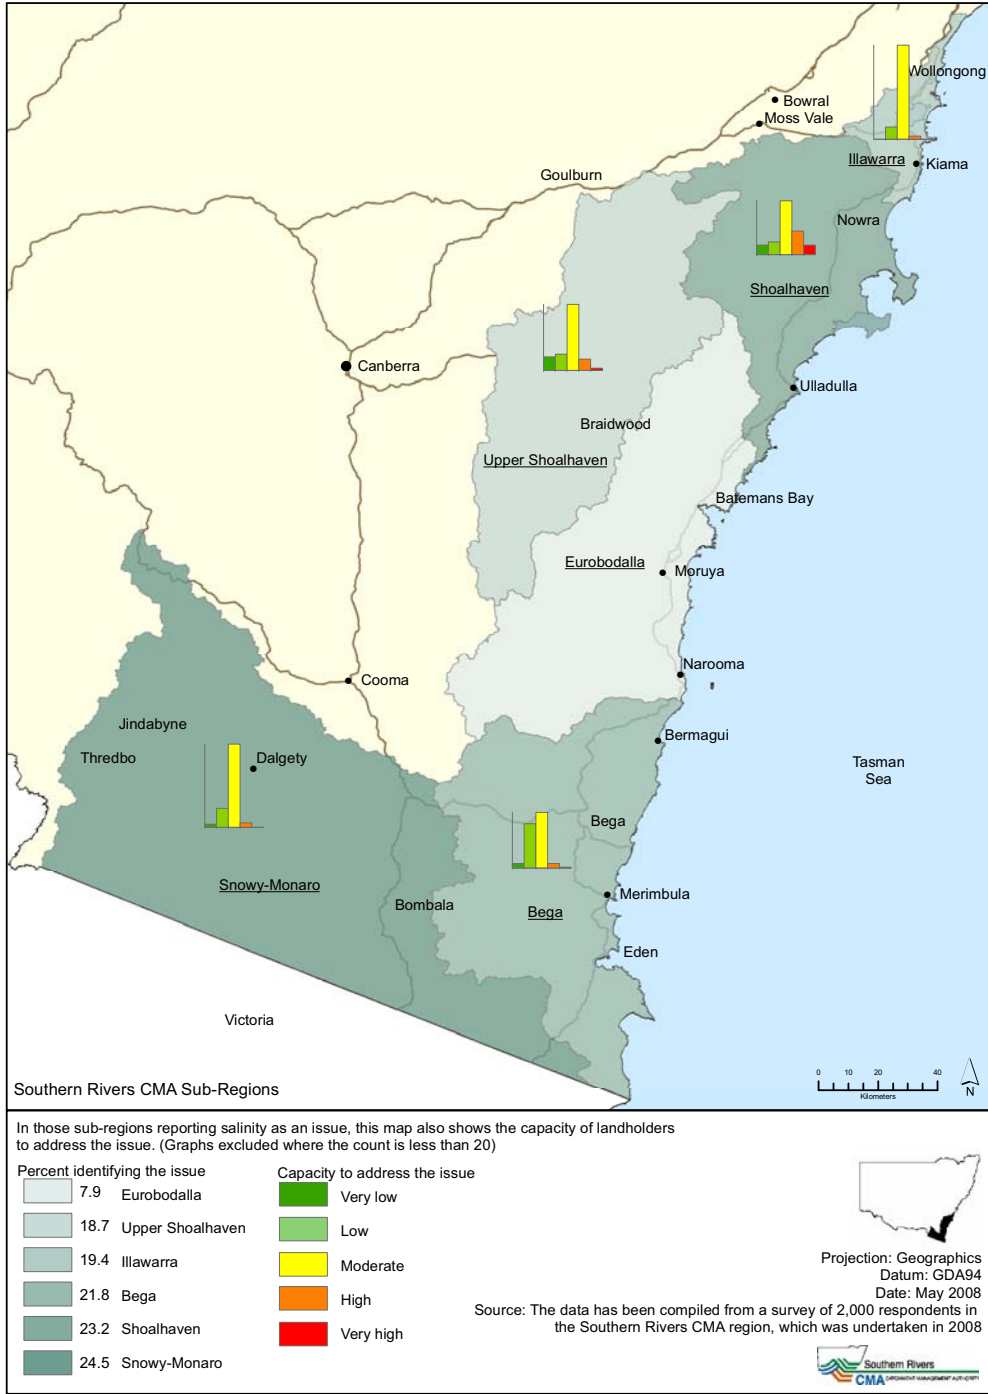 Wollongong
Bowral
Moss Vale
Illawarra
Kiama
Goulburn
Nowra
Shoalhaven
Canberra
Ulladulla
Braidwood
Upper Shoalhaven
Batemans Bay
Eurobodalla
Moruya
Narooma
Cooma
Jindabyne
Bermagui
Thredbo
Dalgety
Tasman
Sea
Bega
Snowy-Monaro
Merimbula
Bombala
Bega
Eden
Victoria
Southern Rivers CMA Sub-Regions
0 10 20 40
Kilometers
N
In those sub-regions reporting salinity as an issue, this map also shows the capacity of landholders
to address the issue. (Graphs excluded where the count is less than 20)
Percent identifying the issue
7.9 Eurobodalla
18.7 Upper Shoalhaven
19.4 Illawarra
21.8 Bega
23.2 Shoalhaven
24.5 Snowy-Monaro
Capacity to address the issue
Very low
Low
Moderate
High
Very high
Projection: Geographics
Datum: GDA94
Date: May 2008
Source: The data has been compiled from a survey of 2,000 respondents in
the Southern Rivers CMA region, which was undertaken in 2008
Southern Rivers
CMA CATCHMENT MANAGEMENT AUTHORITY